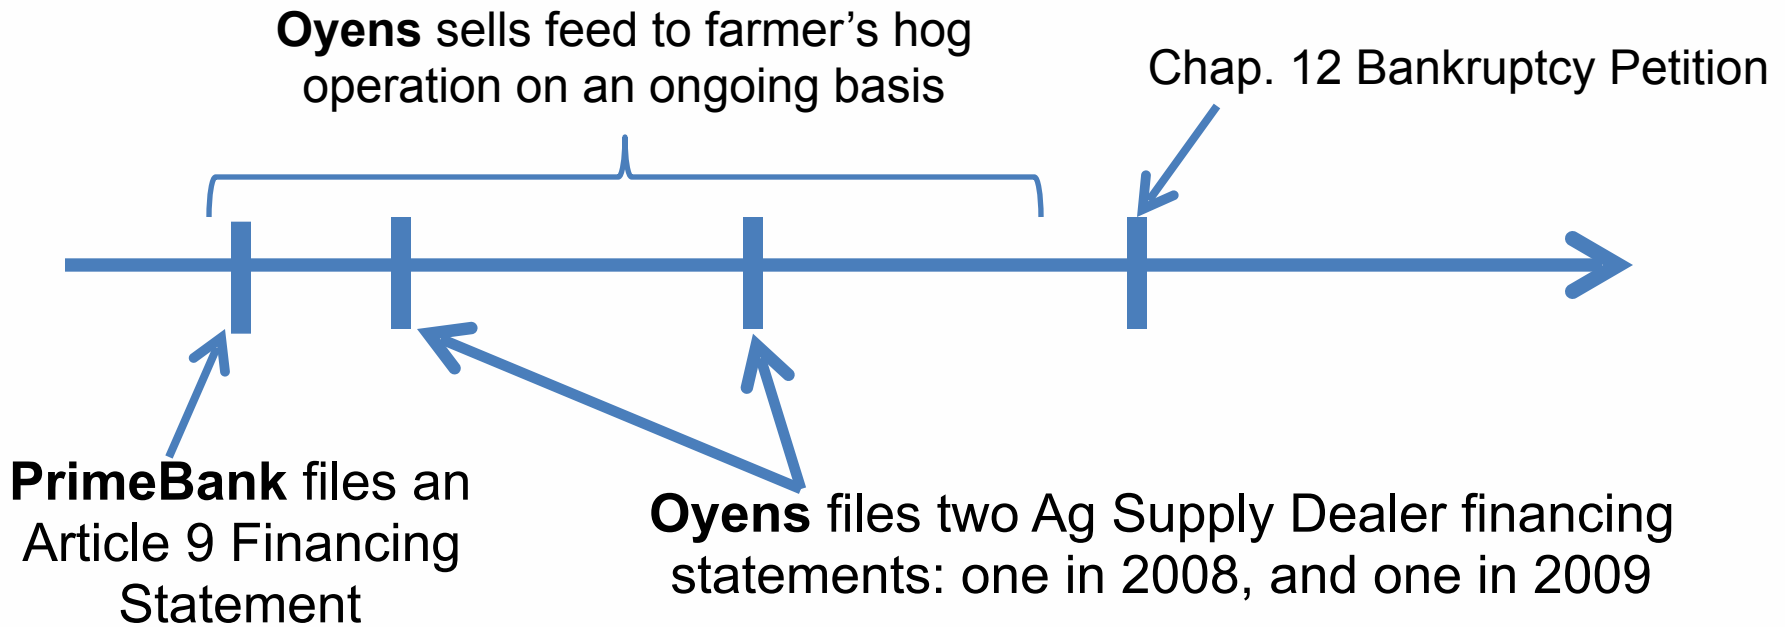 Oyens sells feed to farmer’s hog
operation on an ongoing basis
Chap. 12 Bankruptcy Petition
PrimeBank files an
Article 9 Financing
Statement
Oyens files two Ag Supply Dealer financing
statements: one in 2008, and one in 2009